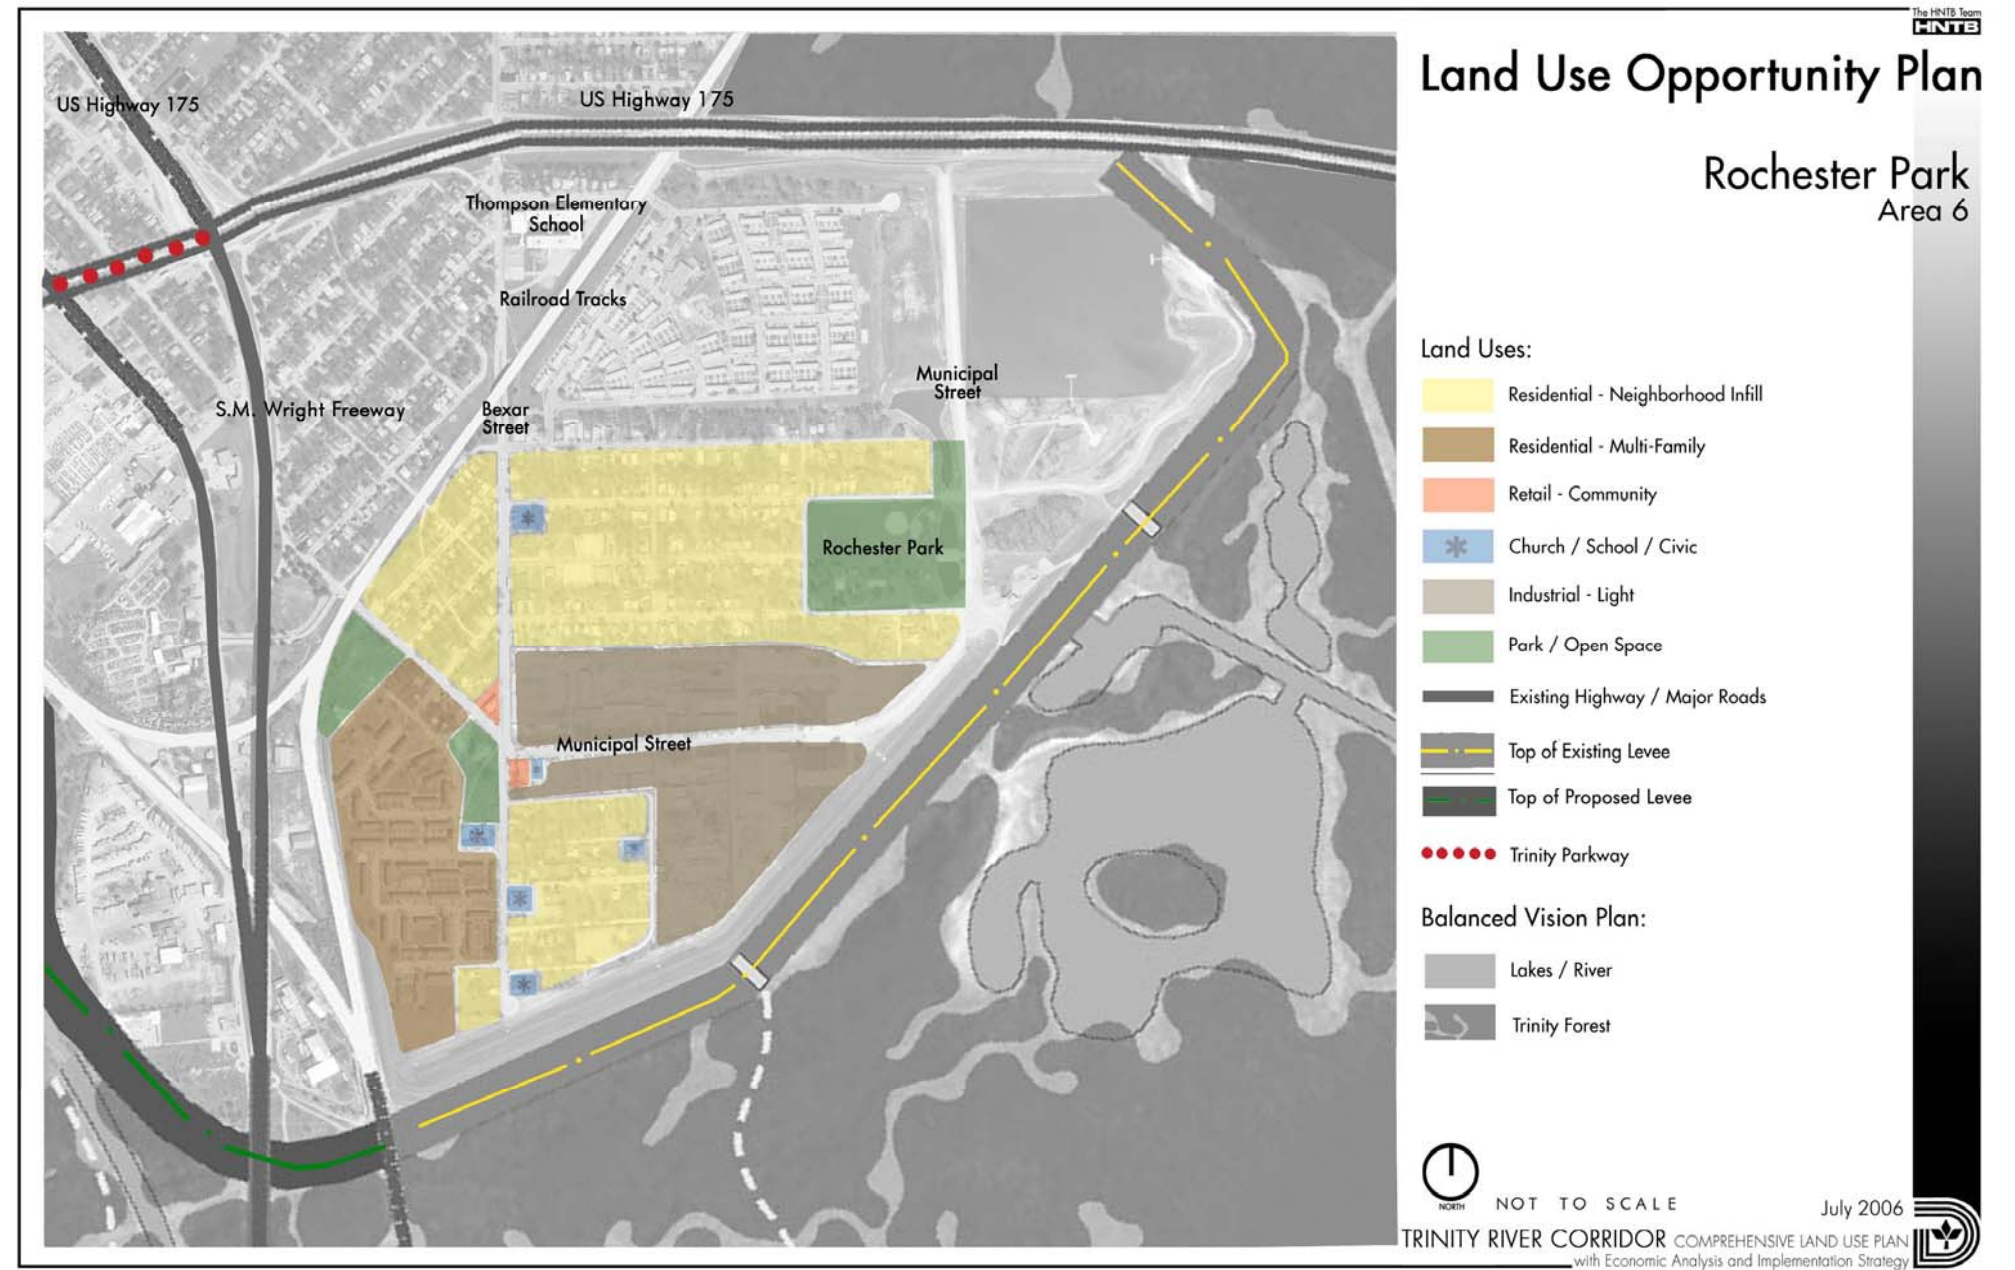 The HNTB Team
HNTB
Land Use Opportunity Plan
Rochester Park
Area 6
US Highway 175
US Highway 175
Thompson Elementary
School
Railroad Tracks
Municipal
Street
S.M. Wright Freeway
Bexar
Street
Rochester Park
Municipal Street
Land Uses:
Residential - Neighborhood Infill
Residential - Multi-Family
Retail - Community
Church / School / Civic
Industrial - Light
Park / Open Space
Existing Highway / Major Roads
Top of Existing Levee
Top of Proposed Levee
Trinity Parkway
Balanced Vision Plan:
Lakes / River
Trinity Forest
NORTH
NOT TO SCALE
July 2006
TRINITY RIVER CORRIDOR COMPREHENSIVE LAND USE PLAN
with Economic Analysis and Implementation Strategy